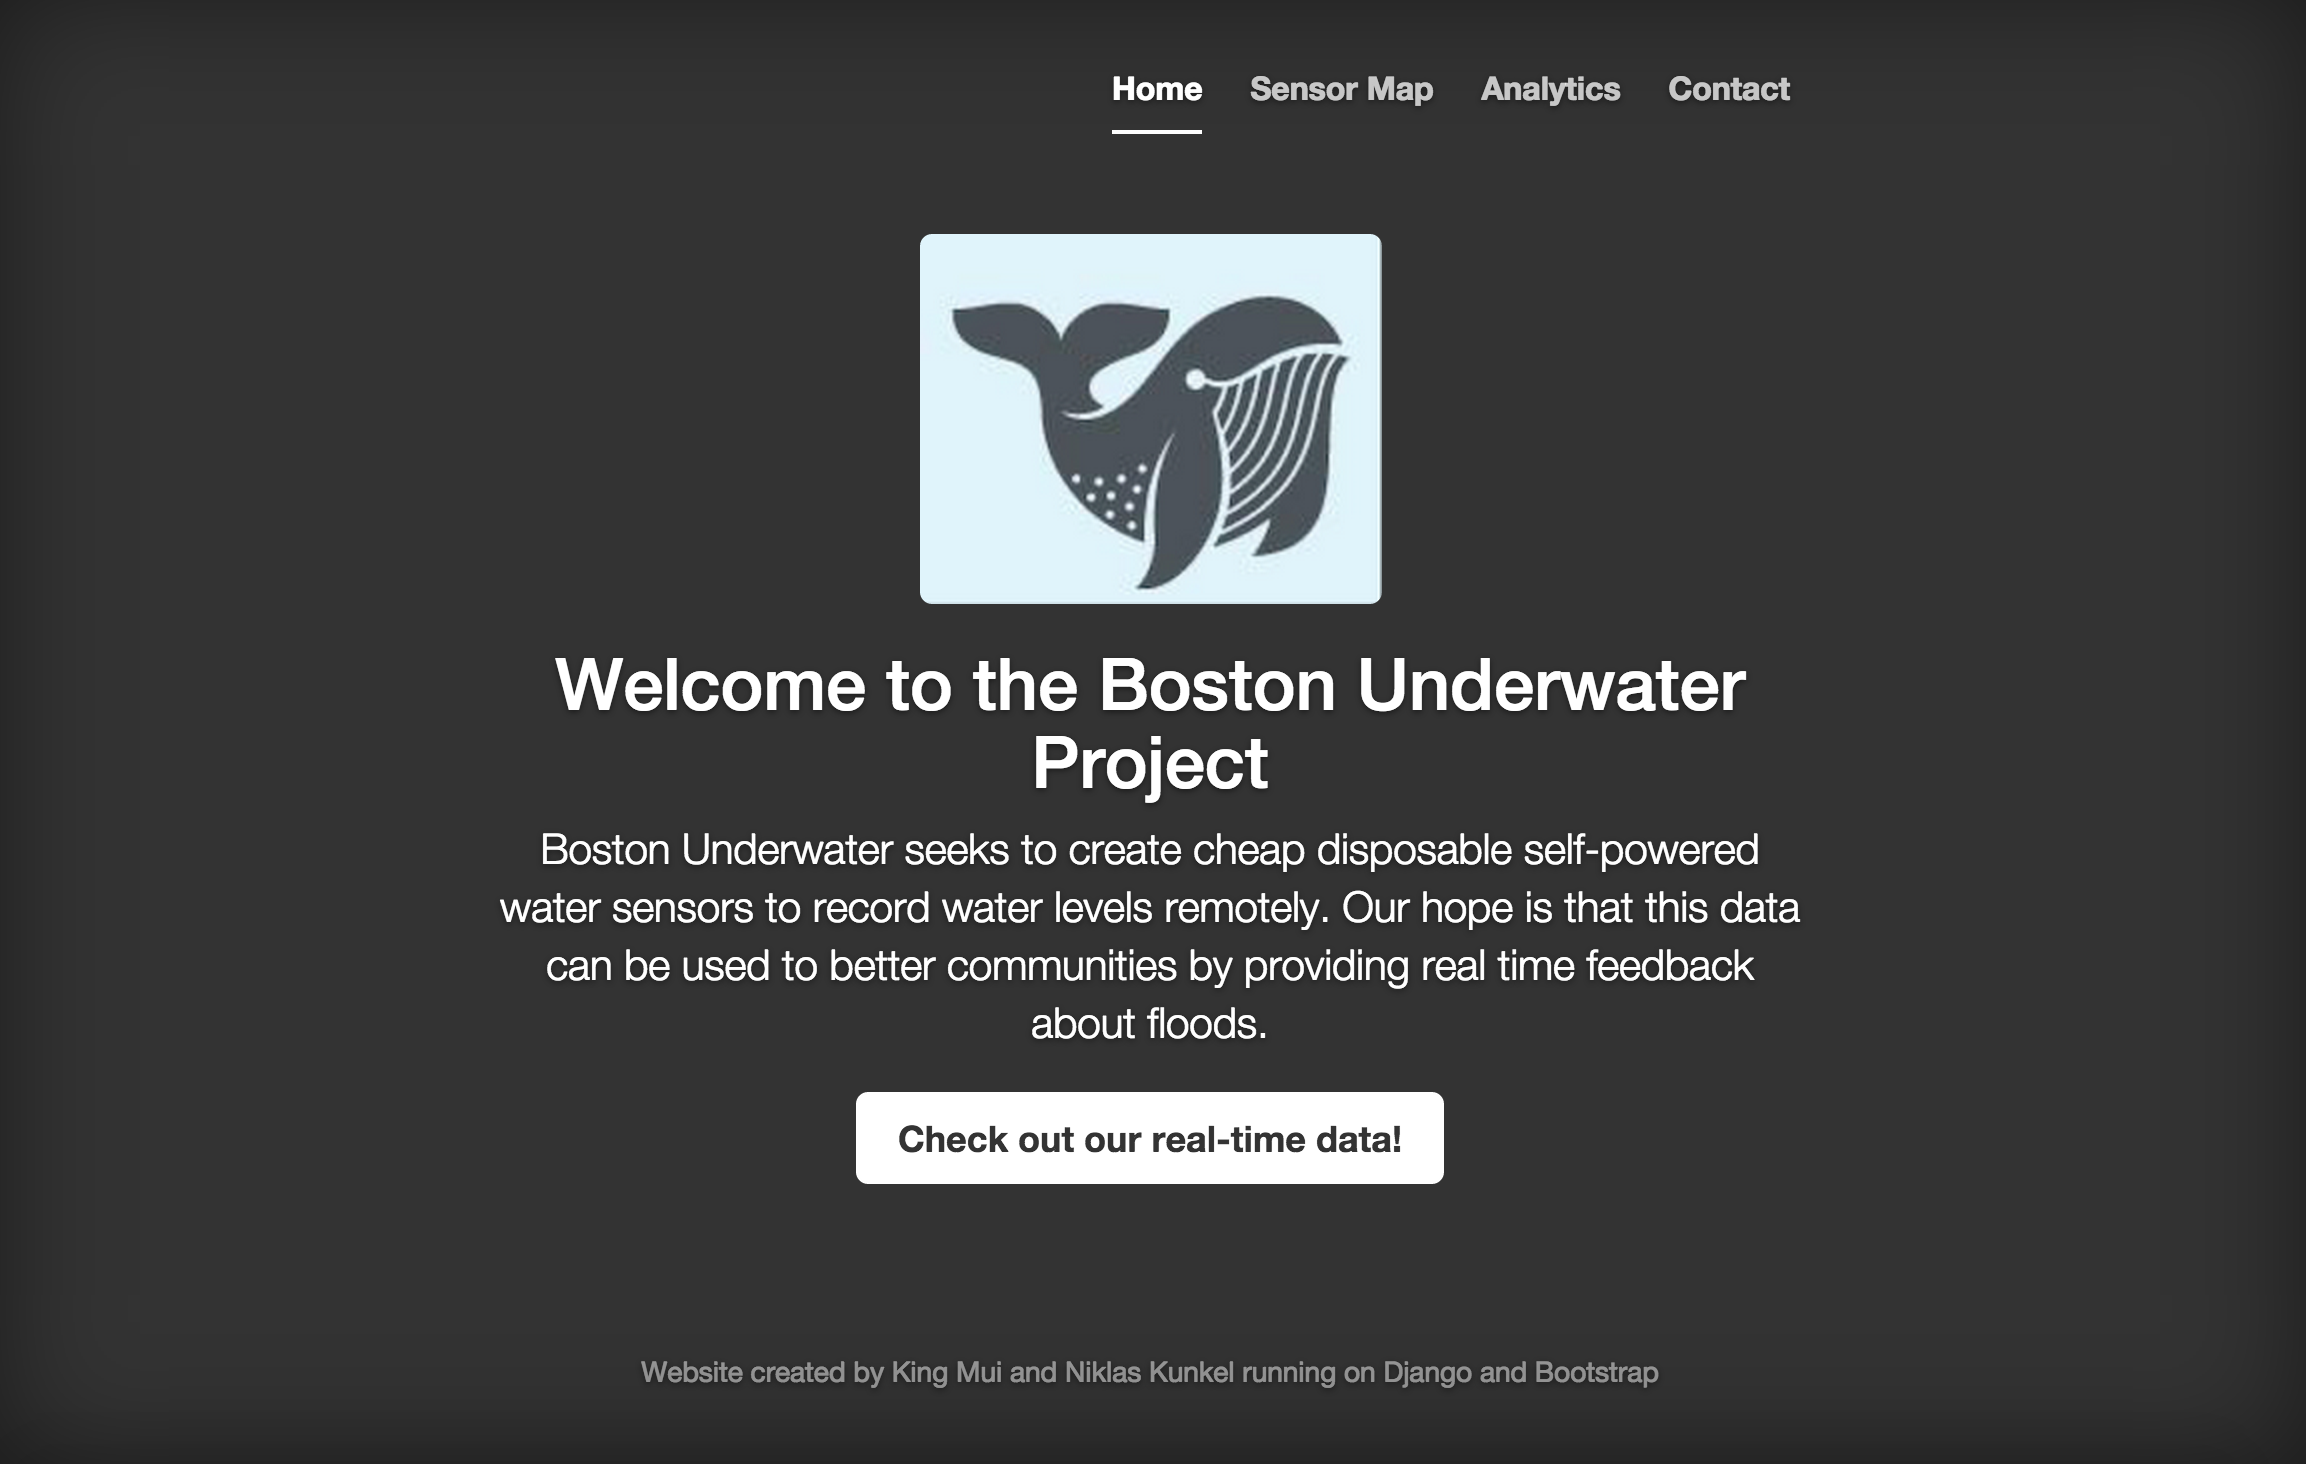 Home Sensor Map Analytics Contact
Welcome to the Boston Underwater
Project
Boston Underwater seeks to create cheap disposable self-powered
water sensors to record water levels remotely. Our hope is that this data
can be used to better communities by providing real time feedback
about floods.
Check out our real-time data!
Website created by King Mui and Niklas Kunkel running on Django and Bootstrap